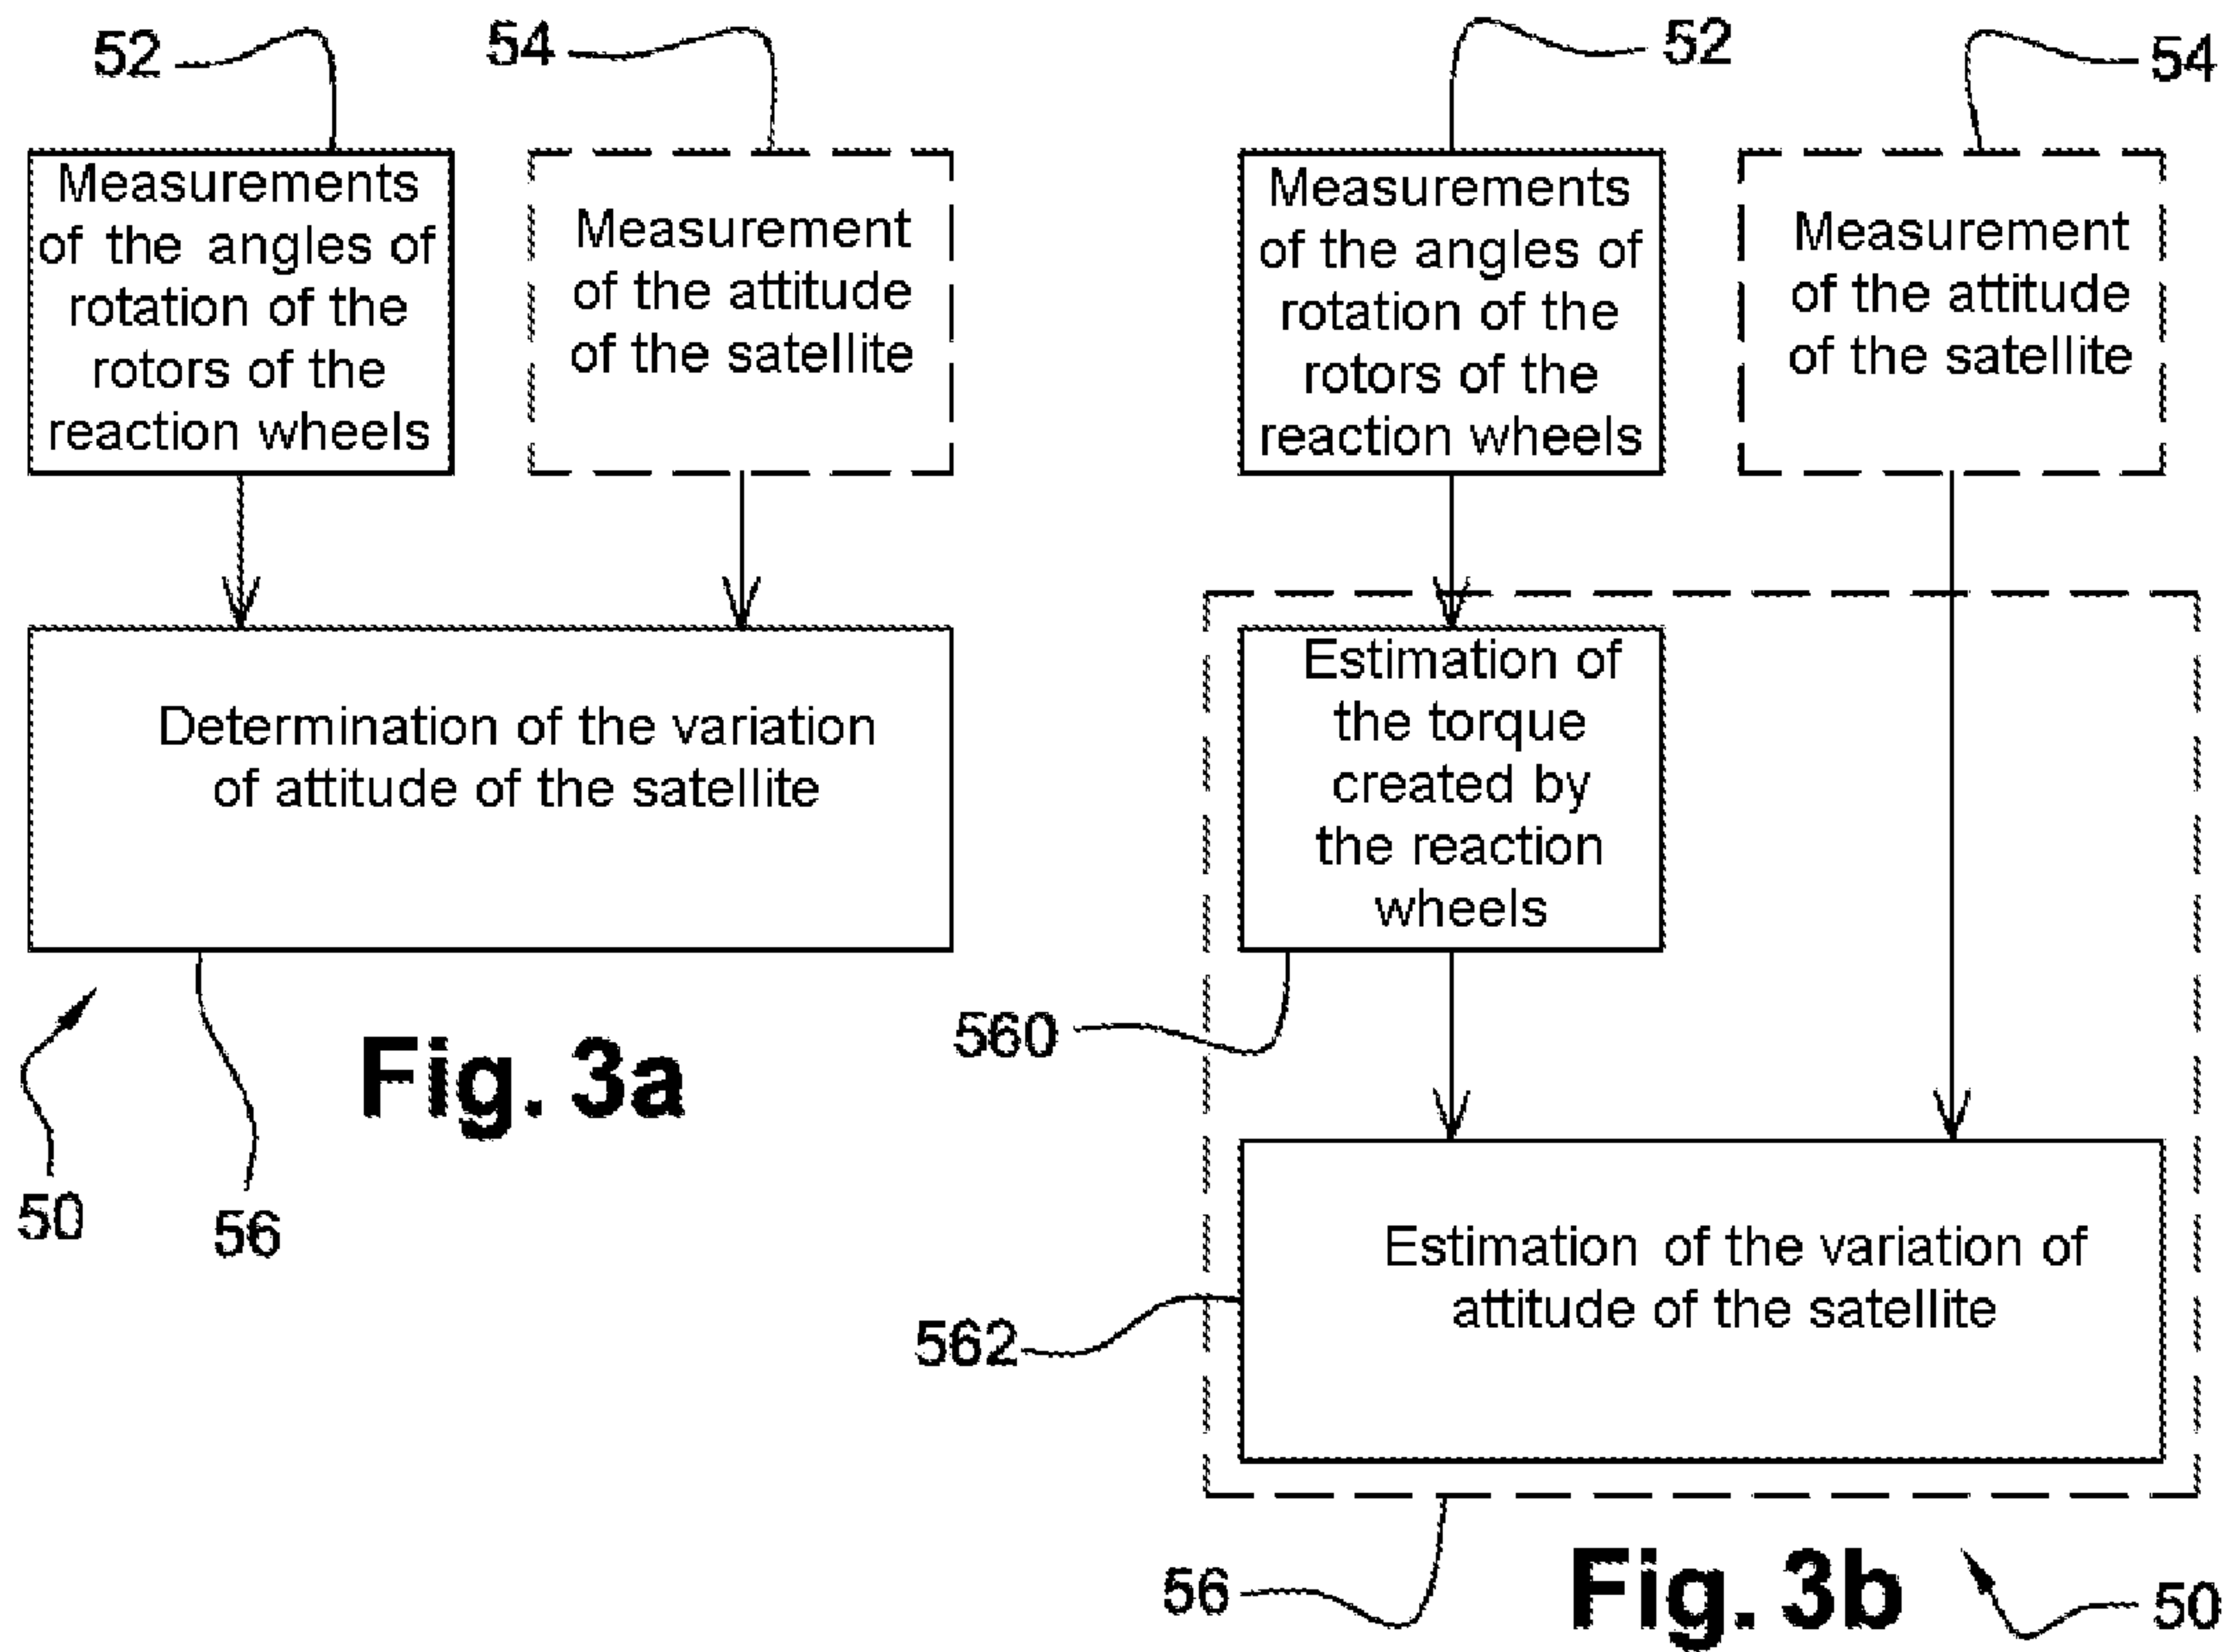 52
54
Measurements
of the angles of
rotation of the
rotors of the
reaction wheels
Measurement
of the attitude
of the satellite
Determination of the variation
of attitude of the satellite
50
56
Fig. 3a
52
54
Measurements
of the angles of
rotation of the
rotors of the
reaction wheels
Measurement
of the attitude
of the satellite
Estimation of
the torque
created by
the reaction
wheels
560
Estimation of the variation of
attitude of the satellite
562
56
Fig. 3b
50